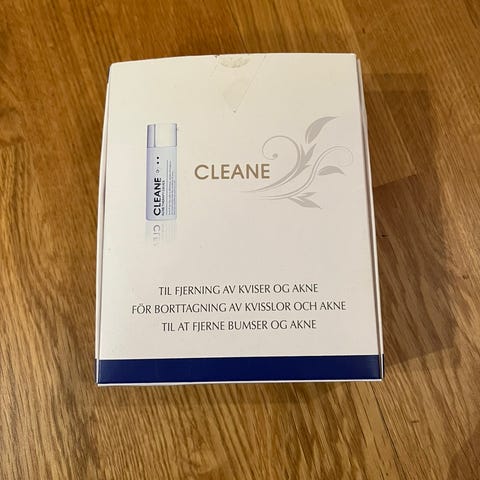 CLEANE
CLEANE
TIL FJERNING AV KVISER OG AKNE
FÖR BORTTAGNING AV KVISSLOR OCH AKNE
TIL AT FJERNE BUMSER OG AKNE